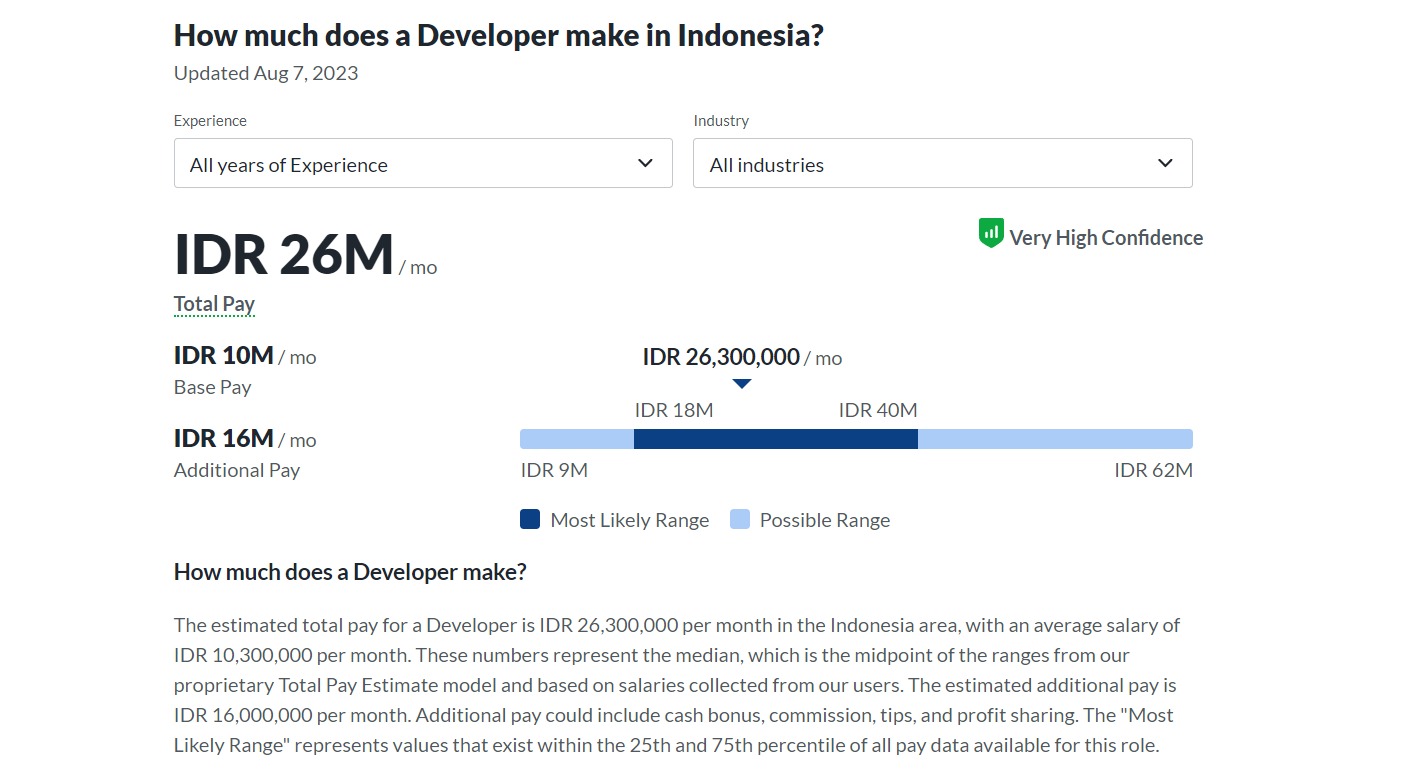 How much does a Developer make in Indonesia?
Updated Aug 7, 2023
Experience
Industry
All years of Experience
All industries
IDR 26M / mo
Very High Confidence
Total Pay
IDR 10M / mo
Base Pay
IDR 16M / mo
Additional Pay
IDR 26,300,000 / mo
IDR 18M
IDR 40M
IDR 9M
IDR 62M
Most Likely Range
Possible Range
How much does a Developer make?
The estimated total pay for a Developer is IDR 26,300,000 per month in the Indonesia area, with an average salary of
IDR 10,300,000 per month. These numbers represent the median, which is the midpoint of the ranges from our
proprietary Total Pay Estimate model and based on salaries collected from our users. The estimated additional pay is
IDR 16,000,000 per month. Additional pay could include cash bonus, commission, tips, and profit sharing. The "Most
Likely Range" represents values that exist within the 25th and 75th percentile of all pay data available for this role.